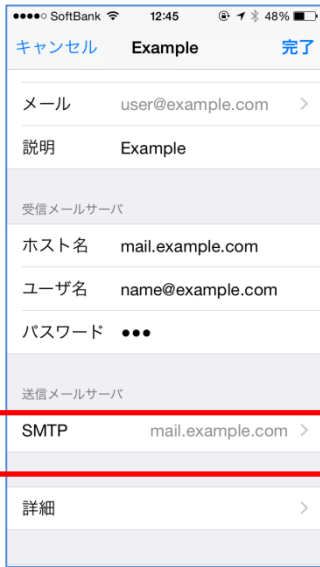 SoftBank 12:45 48%
キャンセル Example 完了
メール user@example.com
説明 Example
受信メールサーバ
ホスト名 mail.example.com
ユーザ名 name@example.com
パスワード ●●●
送信メールサーバ
SMTP mail.example.com
詳細